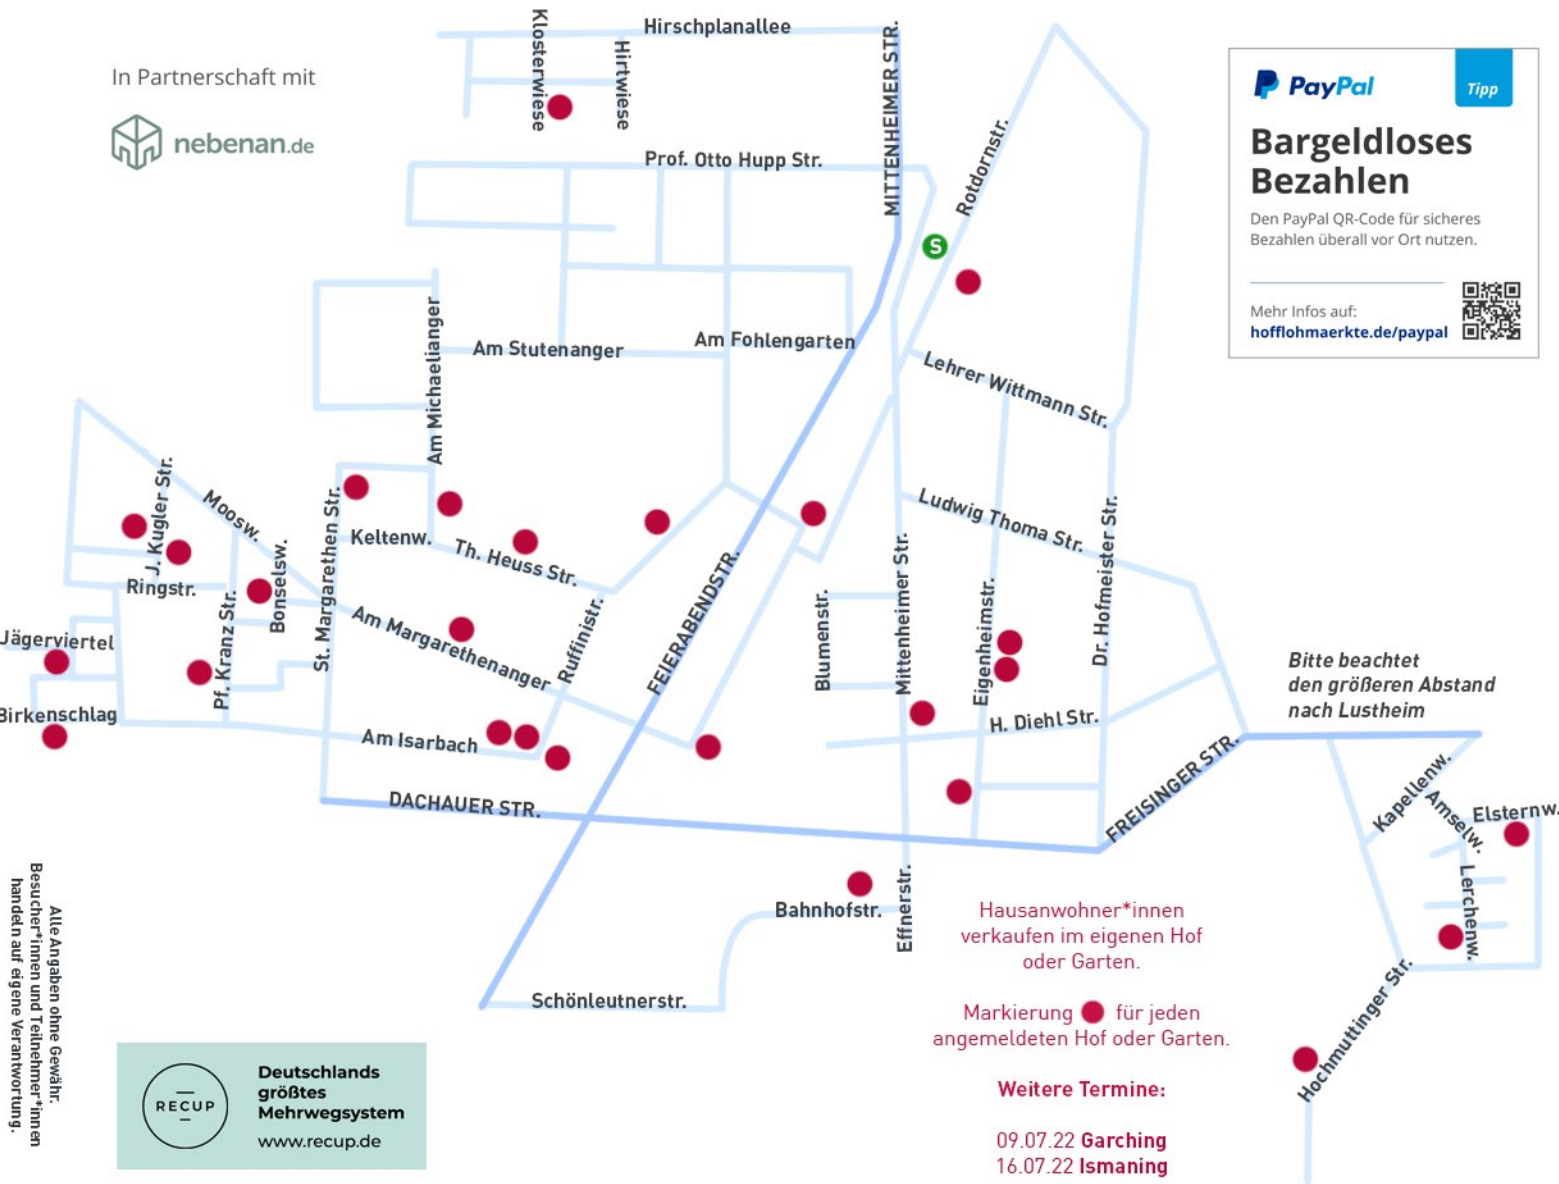 In Partnerschaft mit
nebenan.de
Klosterwiese
Hirtwiese
Hirschplanallee
MITTENHEIMER STR.
Rotdornstr.
Prof. Otto Hupp Str.
S
PayPal
Tipp
Bargeldloses
Bezahlen
Den PayPal QR-Code für sicheres
Bezahlen überall vor Ort nutzen.
Mehr Infos auf:
hofflohmaerkte.de/paypal
Am Michaelianger
Am Stutenanger
Am Fohlengarten
Lehrer Wittmann Str.
J. Kugler Str.
Moosw.
St. Margarethen Str.
Keltenw.
Th. Heuss Str.
Ludwig Thoma Str.
Dr. Hofmeister Str.
Ringstr.
Bonselsw.
Pf. Kranz Str.
Am Margarethenanger
Ruffinistr.
FEIERABENDSTR.
Blumenstr.
Mittenheimer Str.
Eigenheimstr.
Jägerviertel
Birkenschlag
Am Isarbach
H. Diehl Str.
DACHAUER STR.
FREISINGER STR.
Bitte beachtet
den größeren Abstand
nach Lustheim
Kapellenw.
Amselw.
Elsternw.
Lerchenw.
Hochmuttinger Str.
Bahnhofstr.
Effnerstr.
Schönleutnerstr.
Hausanwohner*innen
verkaufen im eigenen Hof
oder Garten.
Markierung für jeden
angemeldeten Hof oder Garten.
Weitere Termine:
09.07.22 Garching
16.07.22 Ismaning
Alle Angaben ohne Gewähr.
Besucher*innen und Teilnehmer*innen
handeln auf eigene Verantwortung.
RECUP
Deutschlands
größtes
Mehrwegsystem
www.recup.de